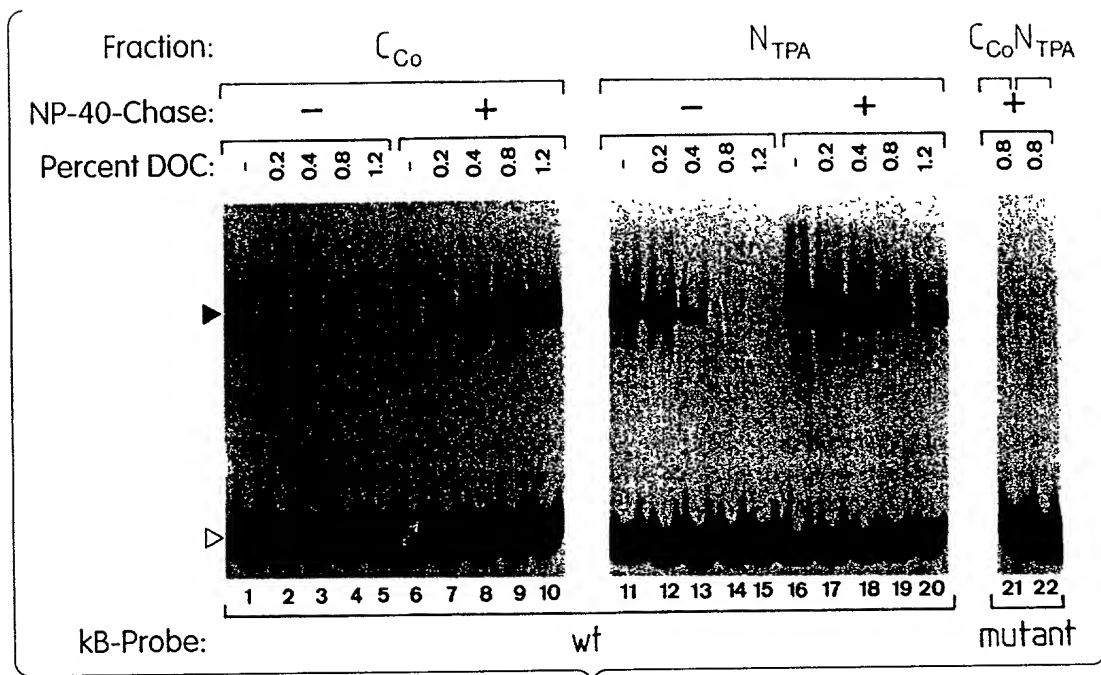 Fraction: CCo NTPA CCoNTPA
NP-40-Chase: − + − + +
Percent DOC: - 0.2 0.4 0.8 1.2 - 0.2 0.4 0.8 1.2 - 0.2 0.4 0.8 1.2 - 0.2 0.4 0.8 1.2 0.8 0.8
1 2 3 4 5 6 7 8 9 10 11 12 13 14 15 16 17 18 19 20 21 22
kB-Probe: wt mutant